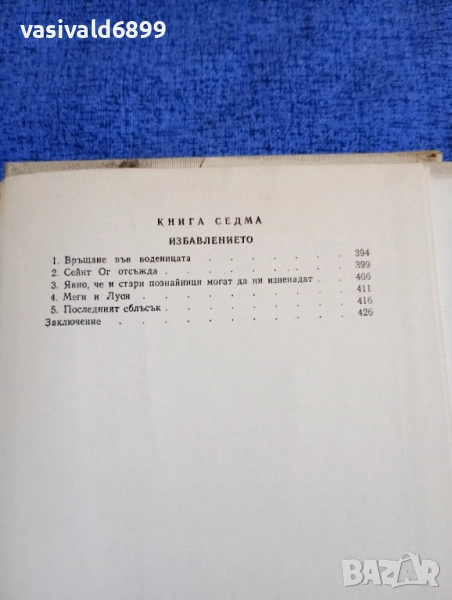 vasivald6899
КНИГА СЕДМА
ИЗБАВЛЕНИЕТО
1. Връщане във воденицата . . . . . . 394
2. Сейнт Ог отсъжда . . . . . . . 399
3. Явно, че и стари познайници могат да ни изненадат . 406
4. Меги и Луси . . . . . . . . 411
5. Последният сблъсък . . . . . . . 416
Заключение . . . . . . . . . 426
BAZAR